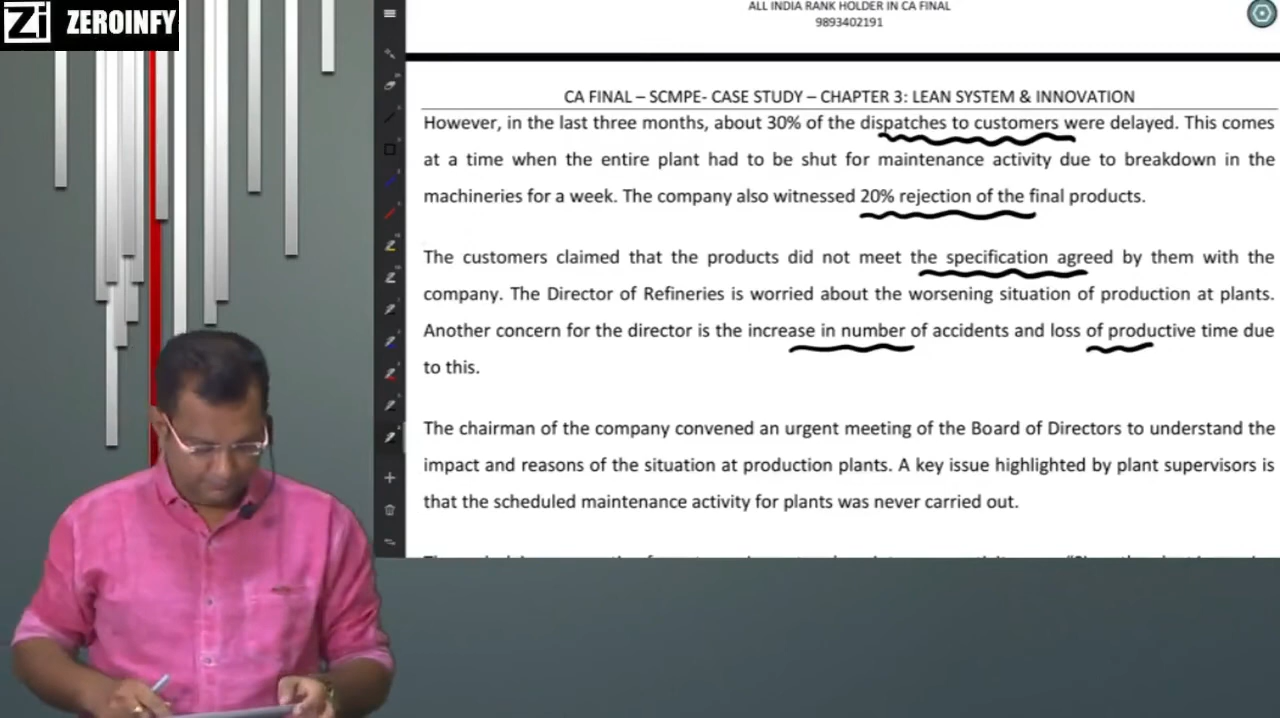 Zi ZEROINFY
ALL INDIA RANK HOLDER IN CA FINAL
9893402191
CA FINAL – SCMPE- CASE STUDY – CHAPTER 3: LEAN SYSTEM & INNOVATION
However, in the last three months, about 30% of the dispatches to customers were delayed. This comes
at a time when the entire plant had to be shut for maintenance activity due to breakdown in the
machineries for a week. The company also witnessed 20% rejection of the final products.
The customers claimed that the products did not meet the specification agreed by them with the
company. The Director of Refineries is worried about the worsening situation of production at plants.
Another concern for the director is the increase in number of accidents and loss of productive time due
to this.
The chairman of the company convened an urgent meeting of the Board of Directors to understand the
impact and reasons of the situation at production plants. A key issue highlighted by plant supervisors is
that the scheduled maintenance activity for plants was never carried out.